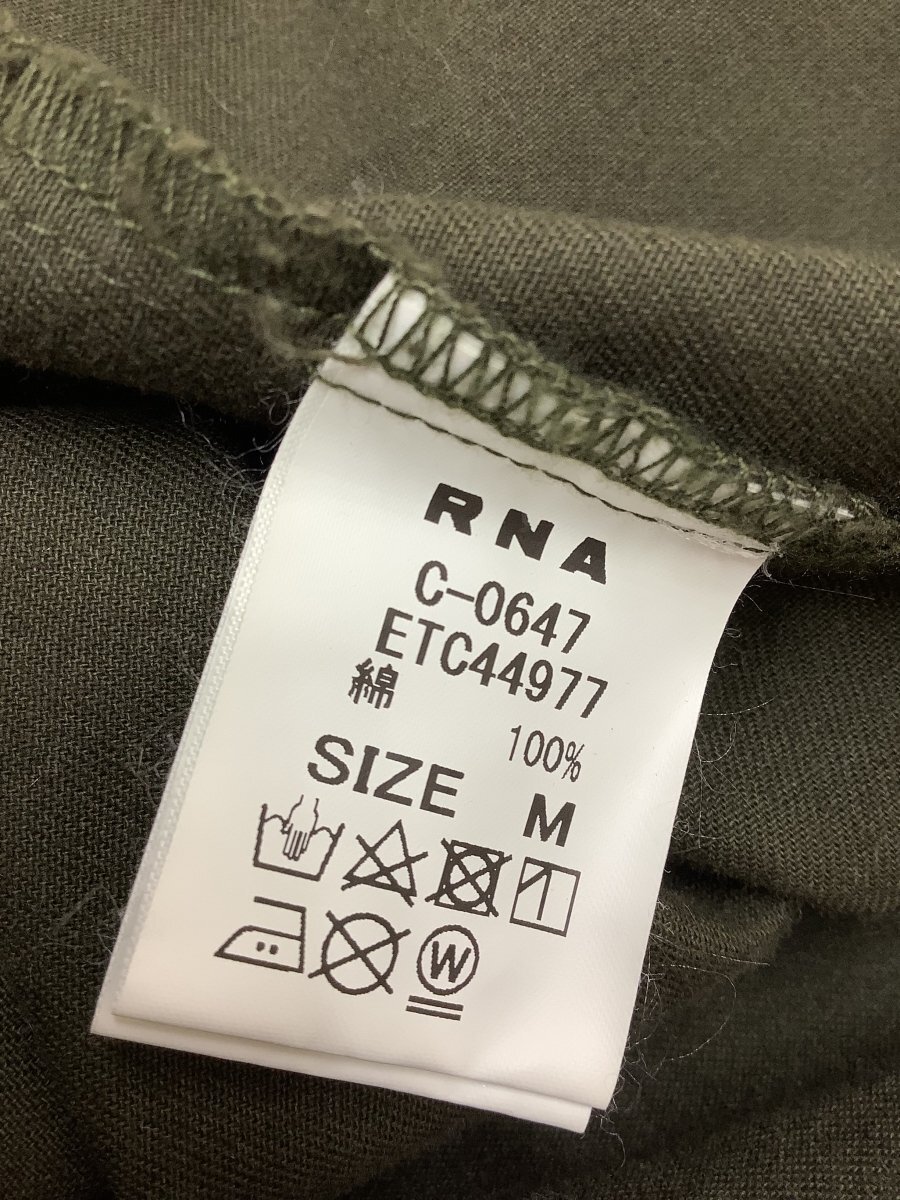 RNA
C-0647
ETC44977
綿 100%
SIZE M
W